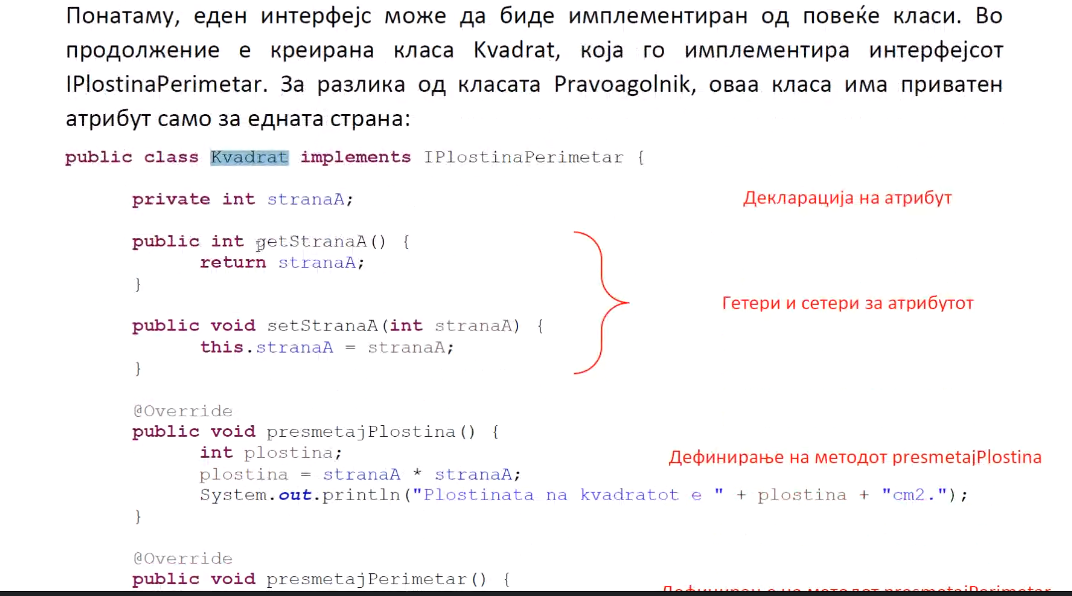 Понатаму, еден интерфејс може да биде имплементиран од повеќе класи. Во
продолжение е креирана класа Kvadrat, која го имплементира интерфејсот
IPlostinaPerimetar. За разлика од класата Pravoagolnik, оваа класа има приватен
атрибут само за едната страна:
public class Kvadrat implements IPlostinaPerimetar {
private int stranaA;
Декларација на атрибут
public int getStranaA() {
return stranaA;
}
Гетери и сетери за атрибутот
public void setStranaA(int stranaA) {
this.stranaA = stranaA;
}
@Override
public void presmetajPlostina() {
int plostina;
Дефинирање на методот presmetajPlostina
plostina = stranaA * stranaA;
System.out.println("Plostinata na kvadratot e " + plostina + "cm2.");
}
@Override
public void presmetajPerimetar() {